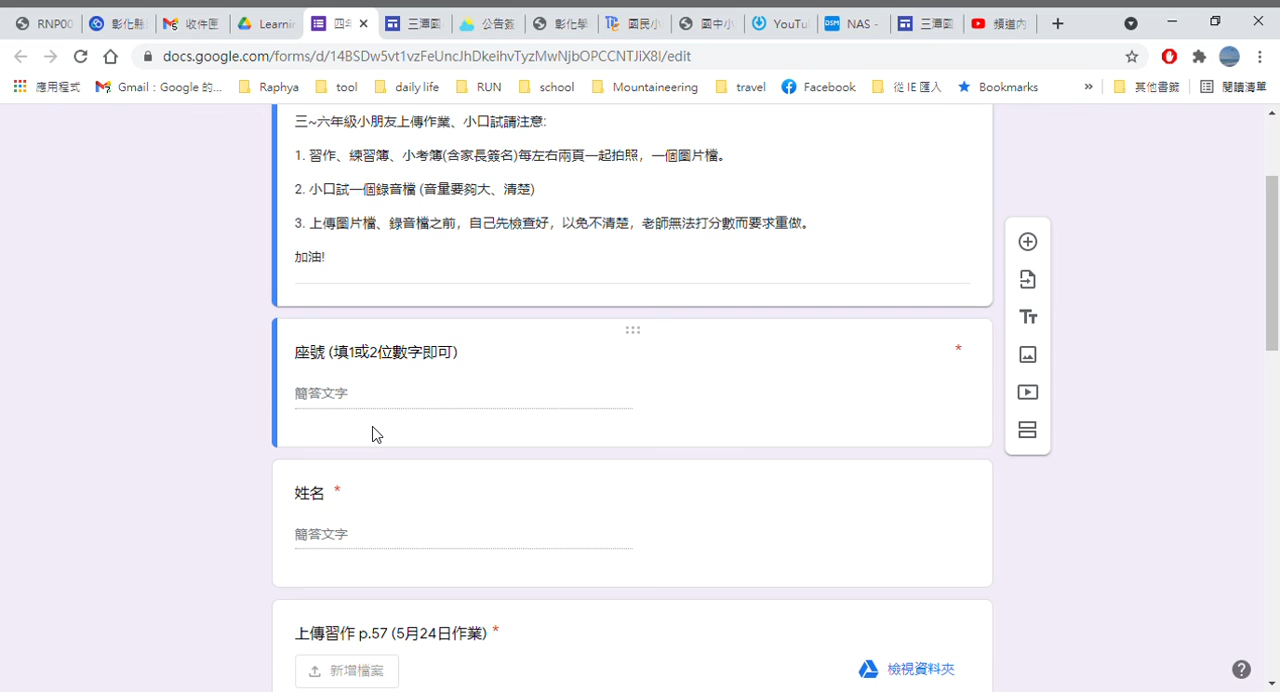 RNP00
彰化縣
收件匣
Learnin
四年
三潭國
公告簽
彰化學
國民小
國中小
YouTu
NAS -
三潭國
頻道內
docs.google.com/forms/d/14BSDw5vt1vzFeUncJhDkeihvTyzMwNjbOPCCNTJiX8I/edit
應用程式
Gmail : Google 的...
Raphya
tool
daily life
RUN
school
Mountaineering
travel
Facebook
從 IE 匯入
Bookmarks
»
其他書籤
閱讀清單
三~六年級小朋友上傳作業、小口試請注意:
1. 習作、練習簿、小考簿(含家長簽名)每左右兩頁一起拍照，一個圖片檔。
2. 小口試一個錄音檔 (音量要夠大、清楚)
3. 上傳圖片檔、錄音檔之前，自己先檢查好，以免不清楚，老師無法打分數而要求重做。
加油!
座號 (填1或2位數字即可) *
簡答文字
姓名 *
簡答文字
上傳習作 p.57 (5月24日作業) *
新增檔案
檢視資料夾